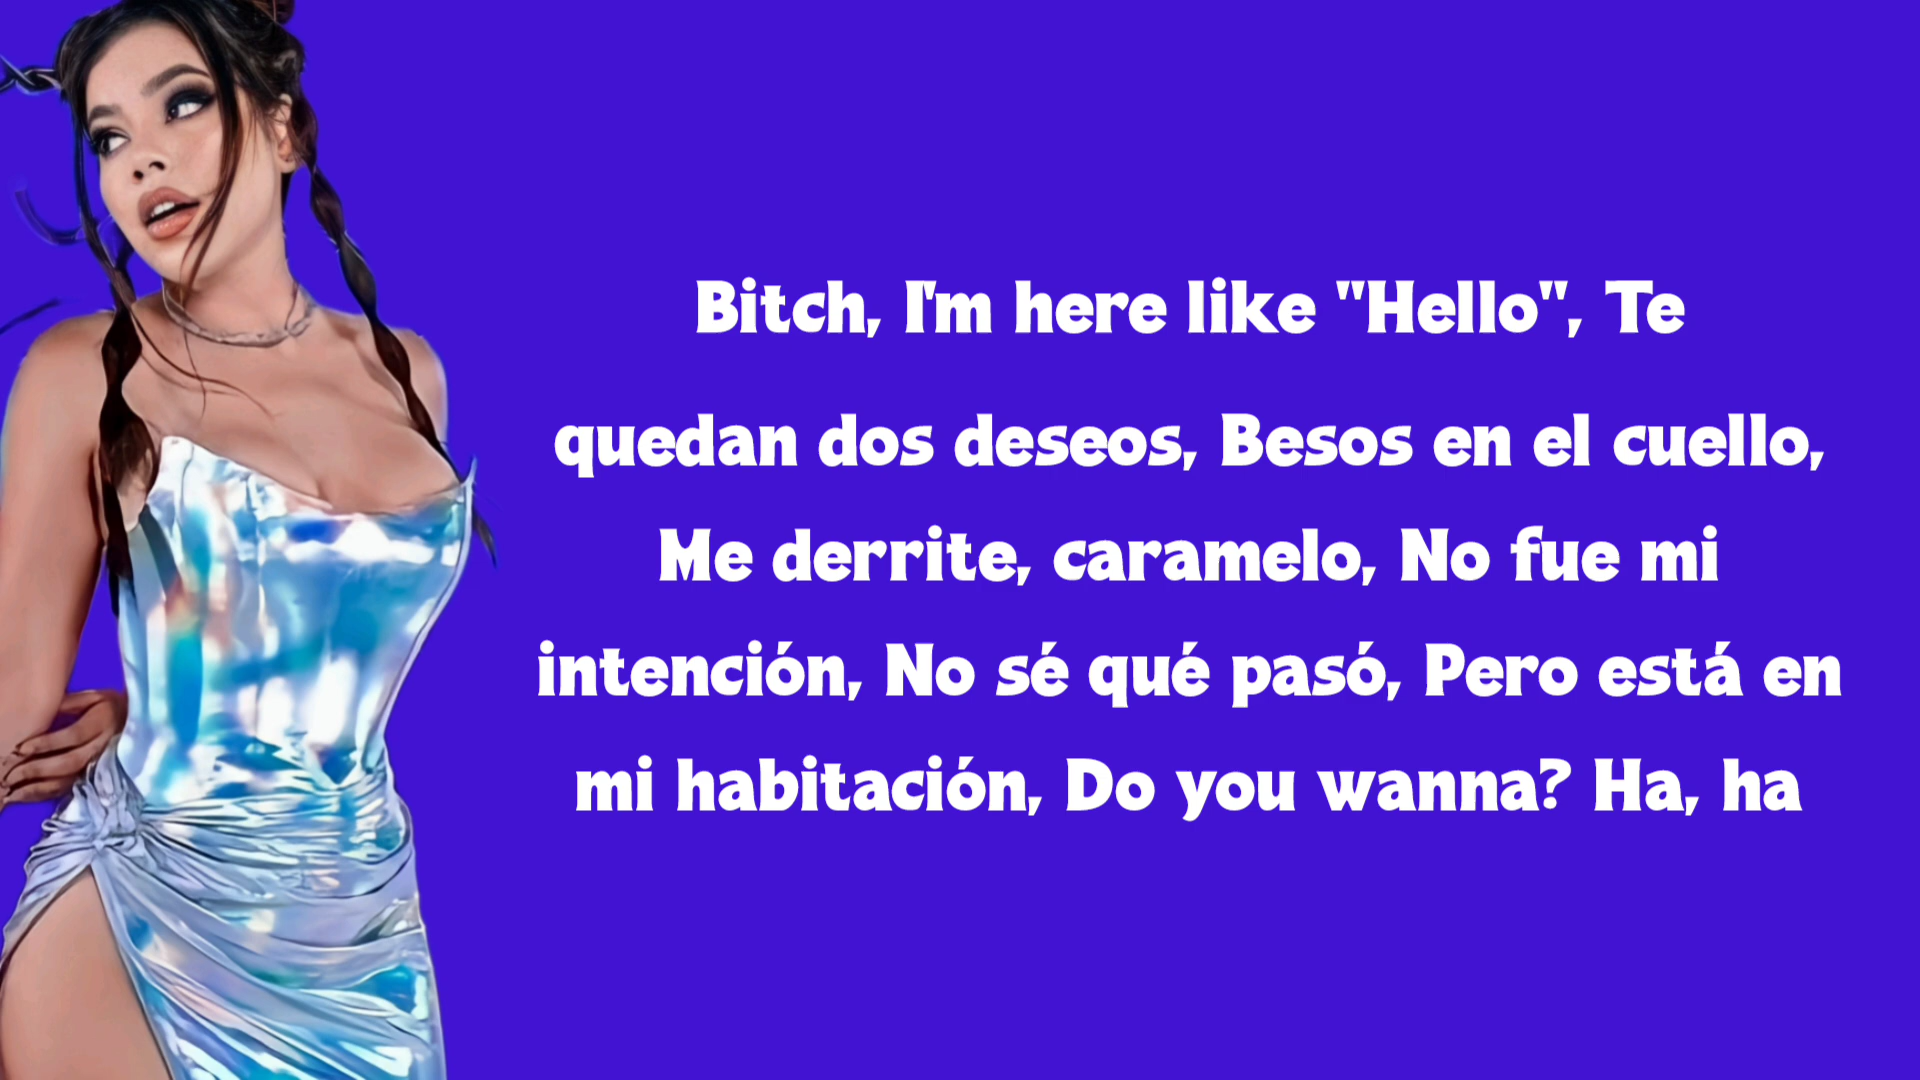 Bitch, I'm here like "Hello", Te
quedan dos deseos, Besos en el cuello,
Me derrite, caramelo, No fue mi
intención, No sé qué pasó, Pero está en
mi habitación, Do you wanna? Ha, ha